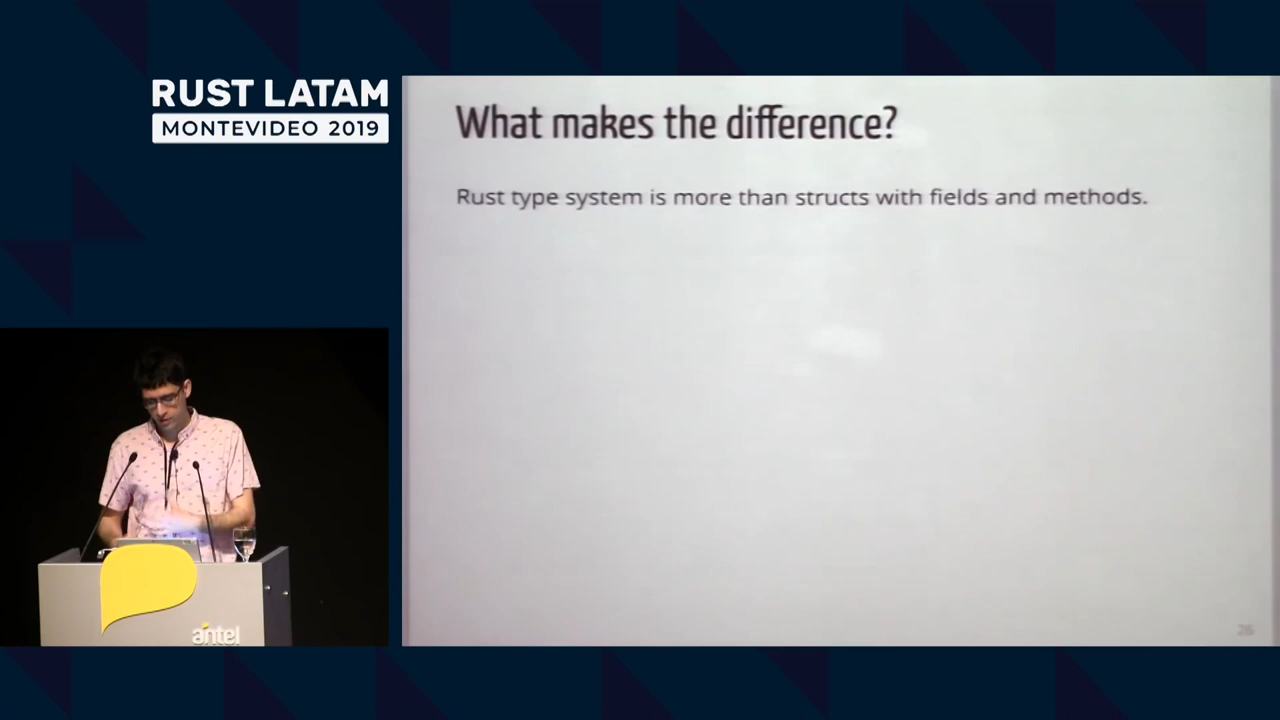 RUST LATAM
MONTEVIDEO 2019
What makes the difference?
Rust type system is more than structs with fields and methods.
26
antel